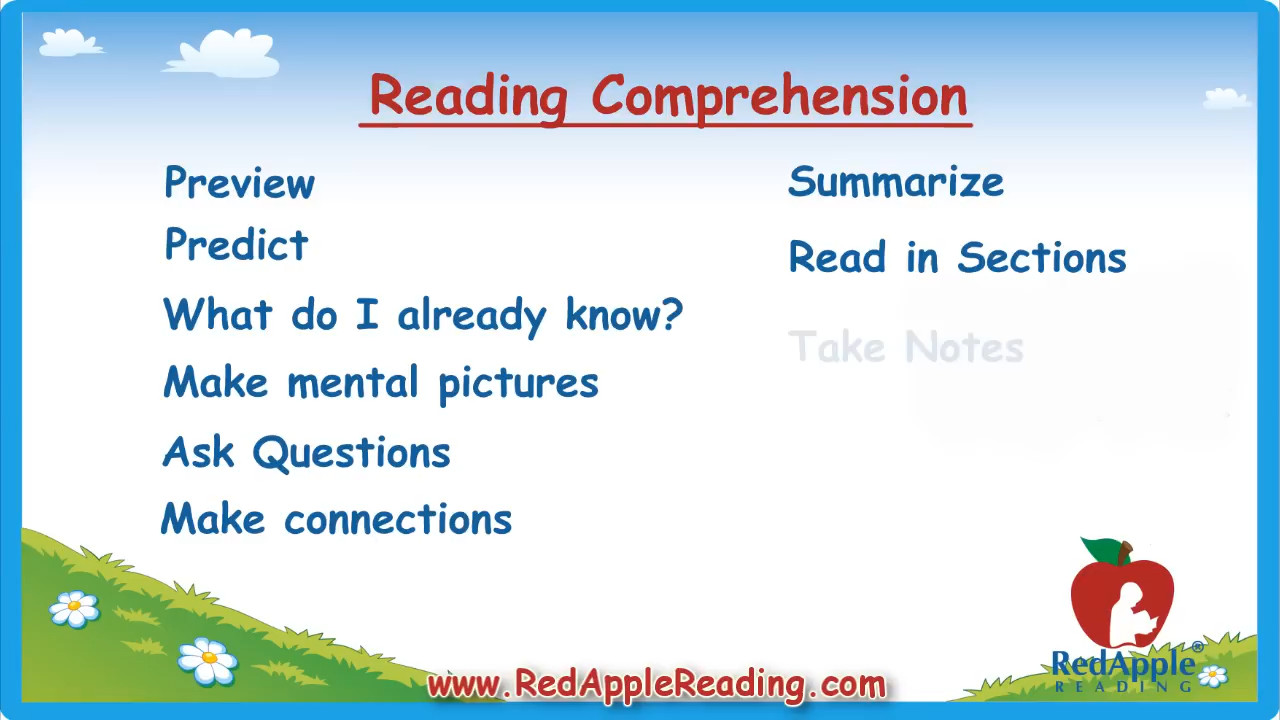 Reading Comprehension
Preview
Predict
What do I already know?
Make mental pictures
Ask Questions
Make connections
Summarize
Read in Sections
Take Notes
RedApple®
READING
www.RedAppleReading.com